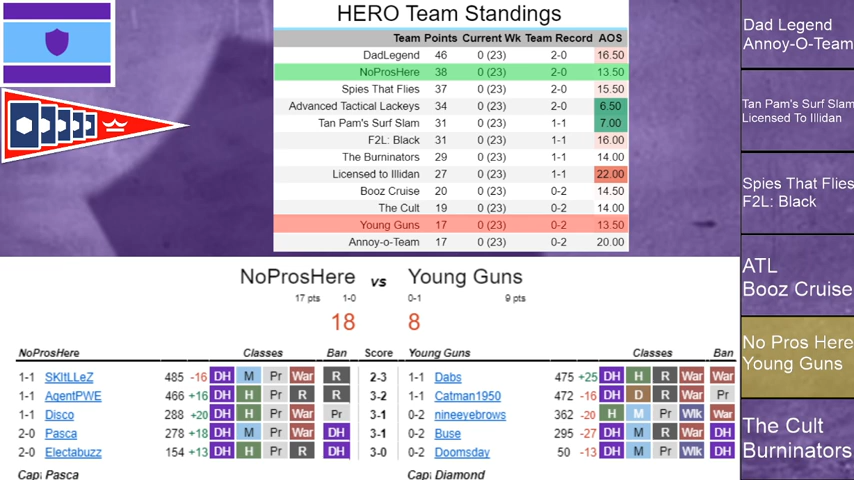 HERO Team Standings
Team Points Current Wk Team Record AOS
DadLegend 46 0 (23) 2-0 16.50
NoProsHere 38 0 (23) 2-0 13.50
Spies That Flies 37 0 (23) 2-0 15.50
Advanced Tactical Lackeys 34 0 (23) 2-0 6.50
Tan Pam's Surf Slam 31 0 (23) 1-1 7.00
F2L: Black 31 0 (23) 1-1 16.00
The Burninators 29 0 (23) 1-1 14.00
Licensed to Illidan 27 0 (23) 1-1 22.00
Booz Cruise 20 0 (23) 0-2 14.50
The Cult 19 0 (23) 0-2 14.00
Young Guns 17 0 (23) 0-2 13.50
Annoy-o-Team 17 0 (23) 0-2 20.00
NoProsHere vs Young Guns
17 pts 1-0 0-1 9 pts
18 8
NoProsHere Classes Ban Score Young Guns Classes Ban
1-1 SKItLLeZ 485 -16 DH M Pr War R 2-3 1-1 Dabs 475 +25 DH H R War War
1-1 AgentPWE 466 +16 DH H Pr R R 3-2 1-1 Catman1950 472 -16 DH D R War Pr
1-1 Disco 288 +20 DH H Pr War Pr 3-1 0-2 nineeyebrows 362 -20 H M Pr Wlk War
2-0 Pasca 278 +18 DH M Pr War DH 3-1 0-2 Buse 295 -27 DH M R War DH
2-0 Electabuzz 154 +13 DH H Pr R DH 3-0 0-2 Doomsday 50 -13 DH M Pr Wlk DH
Capt Pasca Capt Diamond
Dad Legend
Annoy-O-Team
Tan Pam's Surf Slam
Licensed To Illidan
Spies That Flies
F2L: Black
ATL
Booz Cruise
No Pros Here
Young Guns
The Cult
Burninators